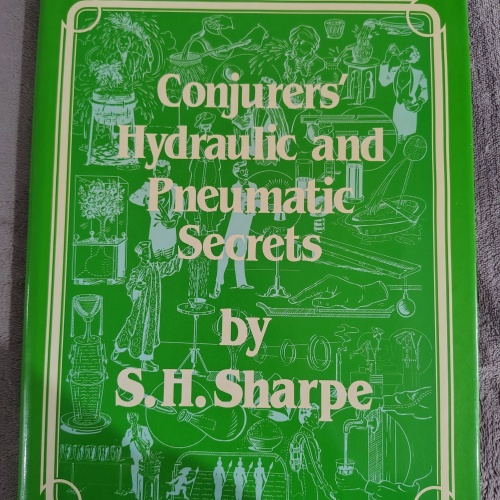 Conjurers'
Hydraulic and
Pneumatic
Secrets
by
S.H. Sharpe